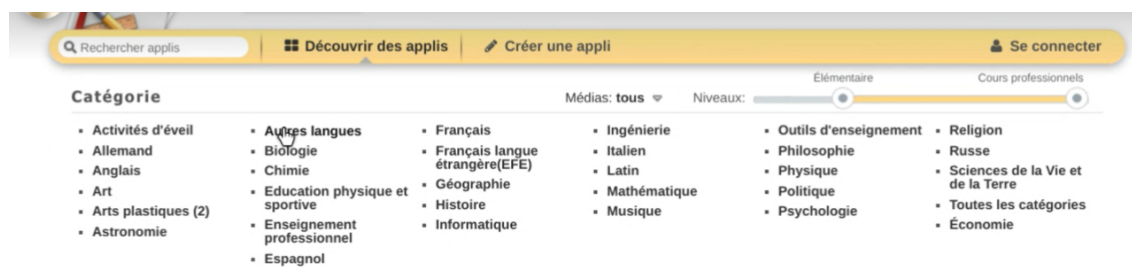 Rechercher applis
Découvrir des applis
Créer une appli
Se connecter
Élémentaire
Cours professionnels
Catégorie
Médias: tous
Niveaux:
Activités d'éveil
Allemand
Anglais
Art
Arts plastiques (2)
Astronomie
Autres langues
Biologie
Chimie
Education physique et
sportive
Enseignement
professionnel
Espagnol
Français
Français langue
étrangère(EFE)
Géographie
Histoire
Informatique
Ingénierie
Italien
Latin
Mathématique
Musique
Outils d'enseignement
Philosophie
Physique
Politique
Psychologie
Religion
Russe
Sciences de la Vie et
de la Terre
Toutes les catégories
Économie